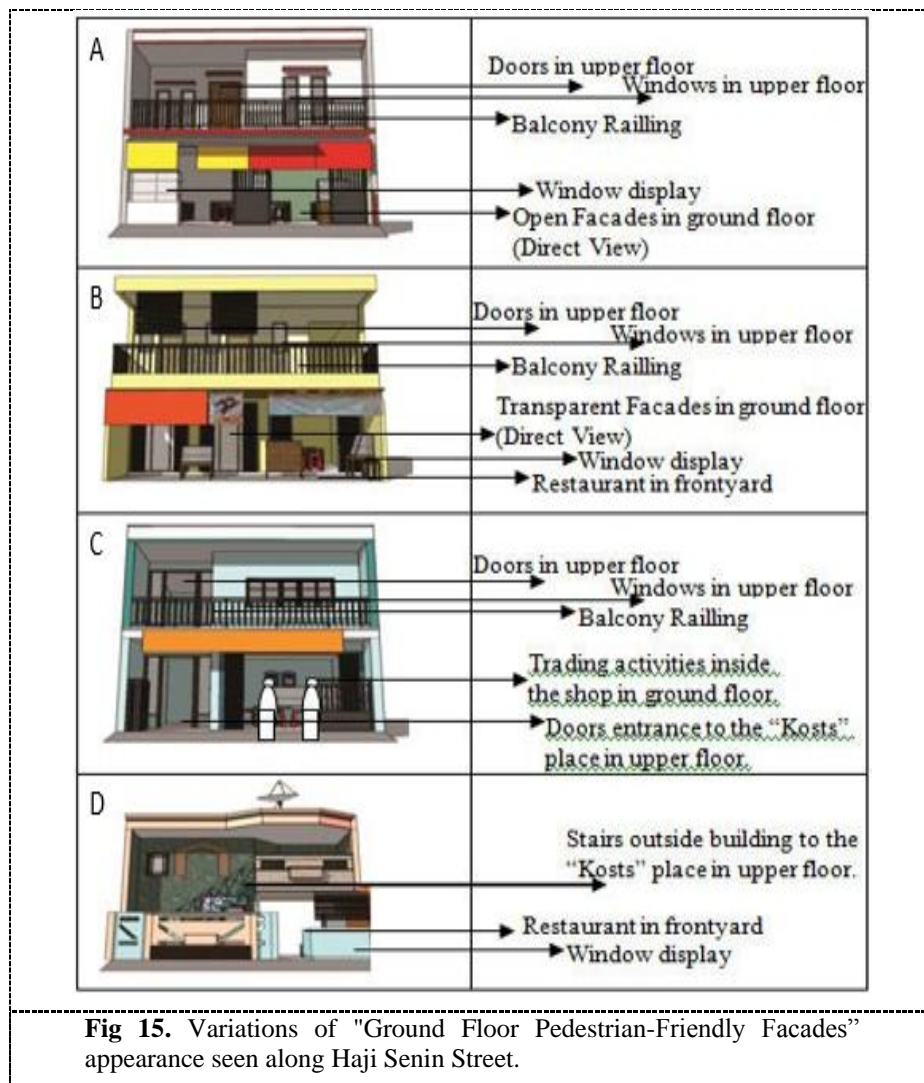 A
Doors in upper floor
Windows in upper floor
Balcony Railling
Window display
Open Facades in ground floor
(Direct View)
B
Doors in upper floor
Windows in upper floor
Balcony Railling
Transparent Facades in ground floor
(Direct View)
Window display
Restaurant in frontyard
C
Doors in upper floor
Windows in upper floor
Balcony Railling
Trading activities inside
the shop in ground floor.
Doors entrance to the “Kosts”
place in upper floor.
D
Stairs outside building to the
“Kosts” place in upper floor.
Restaurant in frontyard
Window display
Fig 15. Variations of "Ground Floor Pedestrian-Friendly Facades”
appearance seen along Haji Senin Street.